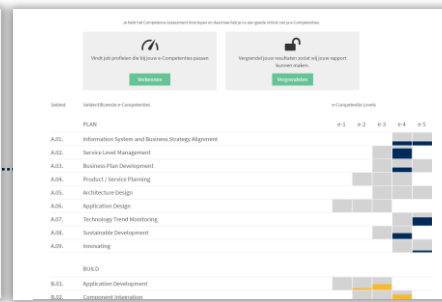 Je hebt het Competence Assessment doorlopen en daarmee heb je nu een goede indruk van je e-Competenties.
Vindt job profielen die bij jouw e-Competenties passen
Verkennen
Vergrendel jouw resultaten zodat wij jouw rapport kunnen maken.
Vergrendelen
Gebied Geïdentificeerde e-Competenties e-Competentie Levels
PLAN e-1 e-2 e-3 e-4 e-5
A.01. Information System and Business Strategy Alignment
A.02. Service Level Management
A.03. Business Plan Development
A.04. Product / Service Planning
A.05. Architecture Design
A.06. Application Design
A.07. Technology Trend Monitoring
A.08. Sustainable Development
A.09. Innovating
BUILD
B.01. Application Development
B.02. Component Integration